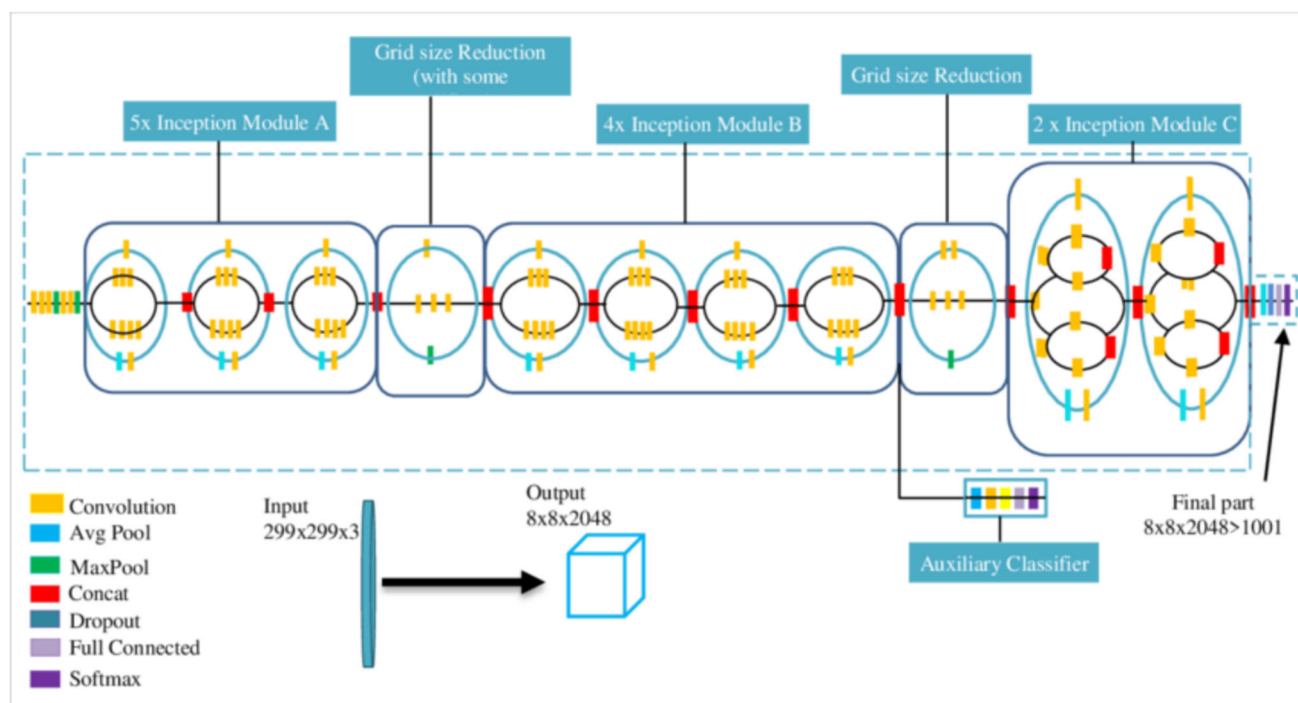 Grid size Reduction
(with some
Grid size Reduction
5x Inception Module A
4x Inception Module B
2 x Inception Module C
Convolution
Avg Pool
MaxPool
Concat
Dropout
Full Connected
Softmax
Input
299x299x3
Output
8x8x2048
Auxiliary Classifier
Final part
8x8x2048>1001